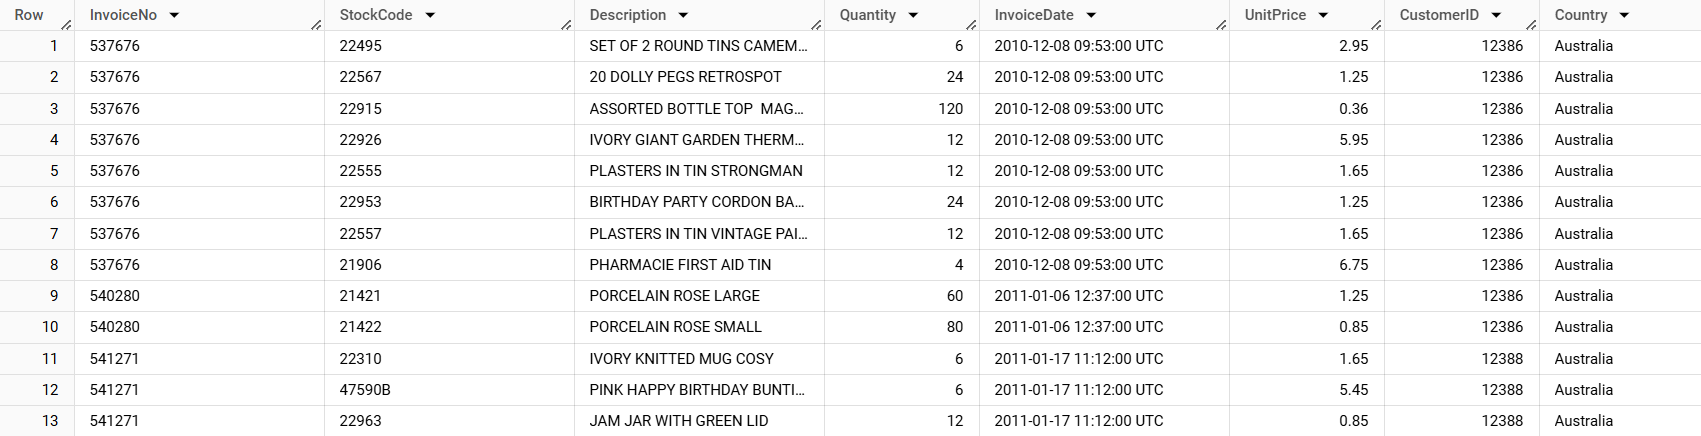 Row InvoiceNo StockCode Description Quantity InvoiceDate UnitPrice CustomerID Country
1 537676 22495 SET OF 2 ROUND TINS CAMEM... 6 2010-12-08 09:53:00 UTC 2.95 12386 Australia
2 537676 22567 20 DOLLY PEGS RETROSPOT 24 2010-12-08 09:53:00 UTC 1.25 12386 Australia
3 537676 22915 ASSORTED BOTTLE TOP  MAG... 120 2010-12-08 09:53:00 UTC 0.36 12386 Australia
4 537676 22926 IVORY GIANT GARDEN THERM... 12 2010-12-08 09:53:00 UTC 5.95 12386 Australia
5 537676 22555 PLASTERS IN TIN STRONGMAN 12 2010-12-08 09:53:00 UTC 1.65 12386 Australia
6 537676 22953 BIRTHDAY PARTY CORDON BA... 24 2010-12-08 09:53:00 UTC 1.25 12386 Australia
7 537676 22557 PLASTERS IN TIN VINTAGE PAI... 12 2010-12-08 09:53:00 UTC 1.65 12386 Australia
8 537676 21906 PHARMACIE FIRST AID TIN 4 2010-12-08 09:53:00 UTC 6.75 12386 Australia
9 540280 21421 PORCELAIN ROSE LARGE 60 2011-01-06 12:37:00 UTC 1.25 12386 Australia
10 540280 21422 PORCELAIN ROSE SMALL 80 2011-01-06 12:37:00 UTC 0.85 12386 Australia
11 541271 22310 IVORY KNITTED MUG COSY 6 2011-01-17 11:12:00 UTC 1.65 12388 Australia
12 541271 47590B PINK HAPPY BIRTHDAY BUNTI... 6 2011-01-17 11:12:00 UTC 5.45 12388 Australia
13 541271 22963 JAM JAR WITH GREEN LID 12 2011-01-17 11:12:00 UTC 0.85 12388 Australia